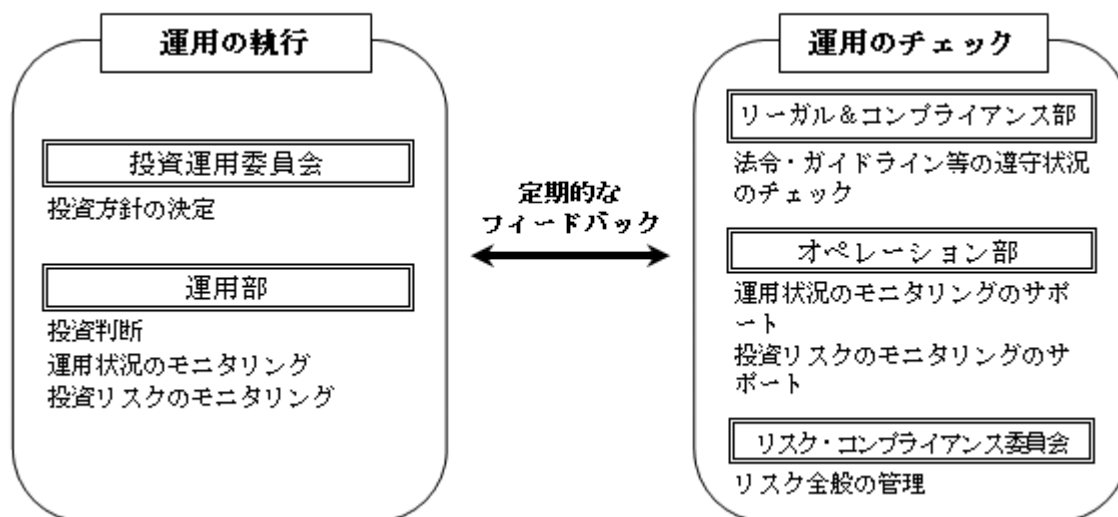 運用の執行
投資運用委員会
投資方針の決定
運用部
投資判断
運用状況のモニタリング
投資リスクのモニタリング
定期的な
フィードバック
運用のチェック
リーガル＆コンプライアンス部
法令・ガイドライン等の遵守状況
のチェック
オペレーション部
運用状況のモニタリングのサポ
ート
投資リスクのモニタリングのサ
ポート
リスク・コンプライアンス委員会
リスク全般の管理